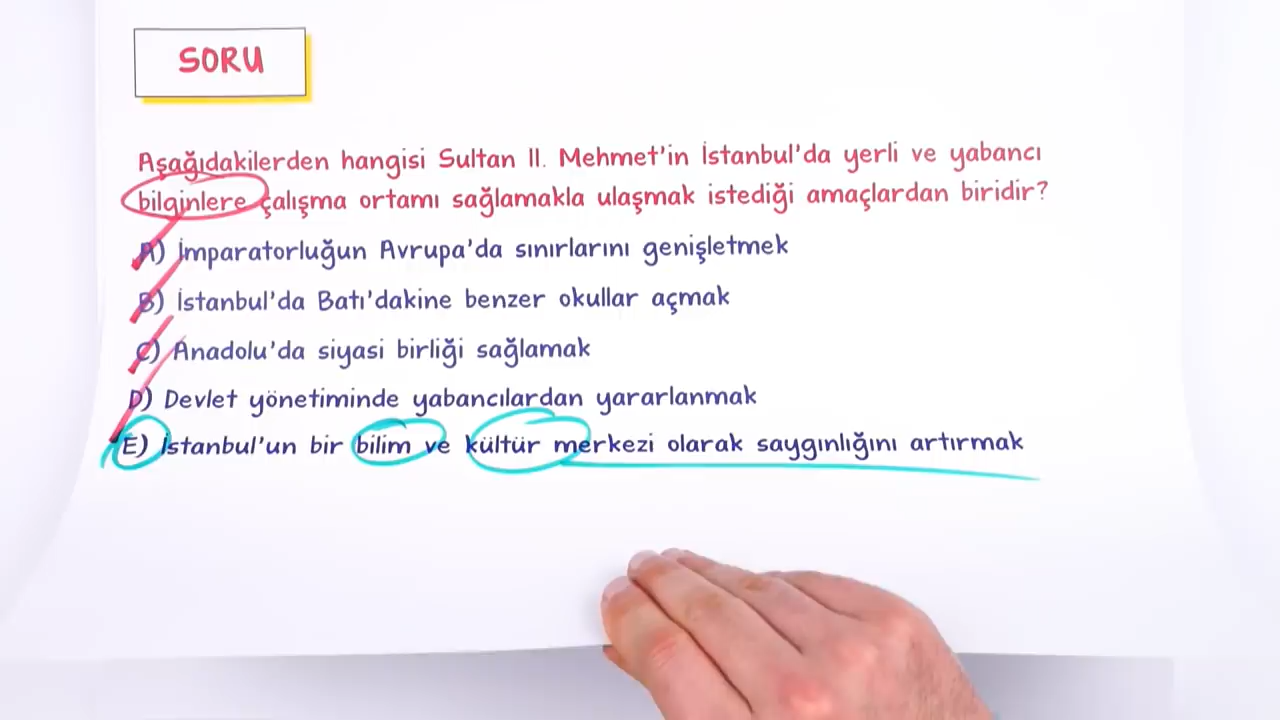 SORU
Aşağıdakilerden hangisi Sultan II. Mehmet'in İstanbul'da yerli ve yabancı
bilginlere çalışma ortamı sağlamakla ulaşmak istediği amaçlardan biridir?
A) İmparatorluğun Avrupa'da sınırlarını genişletmek
B) İstanbul'da Batı'dakine benzer okullar açmak
C) Anadolu'da siyasi birliği sağlamak
D) Devlet yönetiminde yabancılardan yararlanmak
E) İstanbul'un bir bilim ve kültür merkezi olarak saygınlığını artırmak